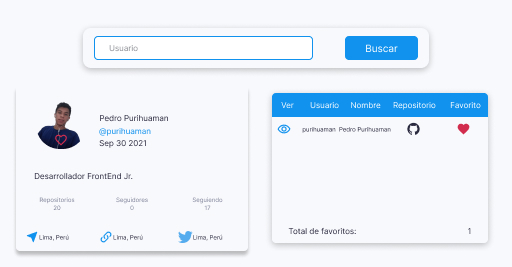 Usuario
Buscar
Pedro Purihuaman
@purihuaman
Sep 30 2021
Desarrollador FrontEnd Jr.
Repositorios Seguidores Siguiendo
20 0 17
Lima, Perú Lima, Perú Lima, Perú
Ver Usuario Nombre Repositorio Favorito
purihuaman Pedro Purihuaman
Total de favoritos: 1